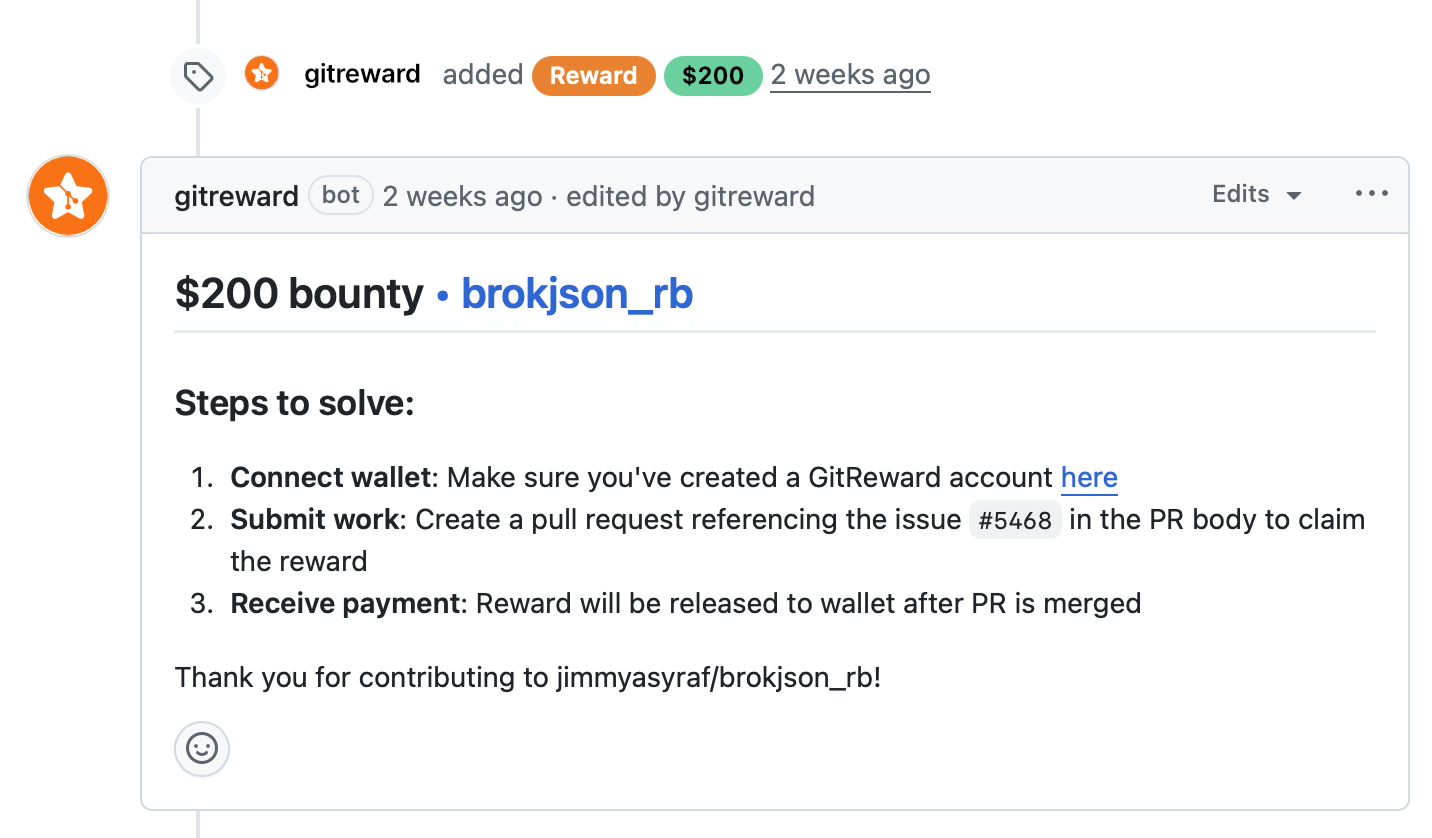 gitreward added Reward $200 2 weeks ago
gitreward bot 2 weeks ago · edited by gitreward Edits
$200 bounty • brokjson_rb
Steps to solve:
1. Connect wallet: Make sure you've created a GitReward account here
2. Submit work: Create a pull request referencing the issue #5468 in the PR body to claim
the reward
3. Receive payment: Reward will be released to wallet after PR is merged
Thank you for contributing to jimmyasyraf/brokjson_rb!